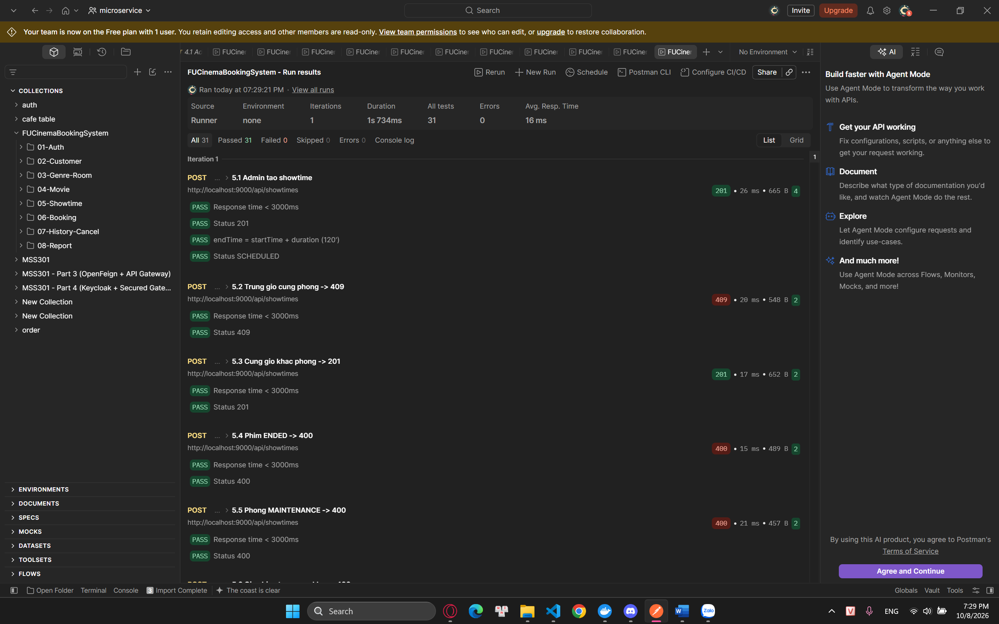 microservice
Search
Invite
Upgrade
Your team is now on the Free plan with 1 user. You retain editing access and other members are read-only. View team permissions to see who can edit, or upgrade to restore collaboration.
4.1
FUCiner
FUCiner
FUCiner
FUCiner
FUCiner
FUCiner
FUCiner
FUCiner
FUCiner
FUCiner
FUCiner
No Environment
AI
COLLECTIONS
auth
cafe table
FUCinemaBookingSystem
01-Auth
02-Customer
03-Genre-Room
04-Movie
05-Showtime
06-Booking
07-History-Cancel
08-Report
MSS301
MSS301 - Part 3 (OpenFeign + API Gateway)
MSS301 - Part 4 (Keycloak + Secured Gate...
New Collection
New Collection
order
ENVIRONMENTS
DOCUMENTS
SPECS
MOCKS
DATASETS
TOOLSETS
FLOWS
FUCinemaBookingSystem - Run results
Rerun
New Run
Schedule
Postman CLI
Configure CI/CD
Share
Ran today at 07:29:21 PM · View all runs
Source Environment Iterations Duration All tests Errors Avg. Resp. Time
Runner none 1 1s 734ms 31 0 16 ms
All 31 Passed 31 Failed 0 Skipped 0 Errors 0 Console log
List Grid
Iteration 1
1
POST ... > 5.1 Admin tao showtime
http://localhost:9000/api/showtimes
201 • 26 ms • 665 B 4
PASS Response time < 3000ms
PASS Status 201
PASS endTime = startTime + duration (120')
PASS Status SCHEDULED
POST ... > 5.2 Trung gio cung phong -> 409
http://localhost:9000/api/showtimes
409 • 20 ms • 548 B 2
PASS Response time < 3000ms
PASS Status 409
POST ... > 5.3 Cung gio khac phong -> 201
http://localhost:9000/api/showtimes
201 • 17 ms • 652 B 2
PASS Response time < 3000ms
PASS Status 201
POST ... > 5.4 Phim ENDED -> 400
http://localhost:9000/api/showtimes
400 • 15 ms • 489 B 2
PASS Response time < 3000ms
PASS Status 400
POST ... > 5.5 Phong MAINTENANCE -> 400
http://localhost:9000/api/showtimes
400 • 21 ms • 457 B 2
PASS Response time < 3000ms
PASS Status 400
Build faster with Agent Mode
Use Agent Mode to transform the way you work
with APIs.
Get your API working
Fix configurations, scripts, or anything else to
get your request working.
Document
Describe what type of documentation you'd
like, and watch Agent Mode do the rest.
Explore
Let Agent Mode configure requests and
identify use-cases.
And much more!
Use Agent Mode across Flows, Monitors,
Mocks, and more!
By using this AI product, you agree to Postman's
Terms of Service
Agree and Continue
Open Folder
Terminal
Console
3 Import Complete
The coast is clear
Globals
Vault
Tools
Search
Zalo
ENG
7:29 PM
10/8/2026